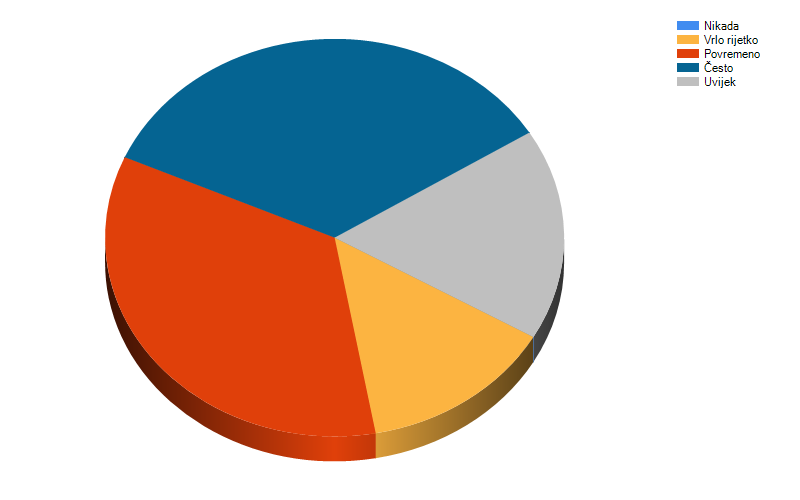 Nikada
Vrlo rijetko
Povremeno
Često
Uvijek